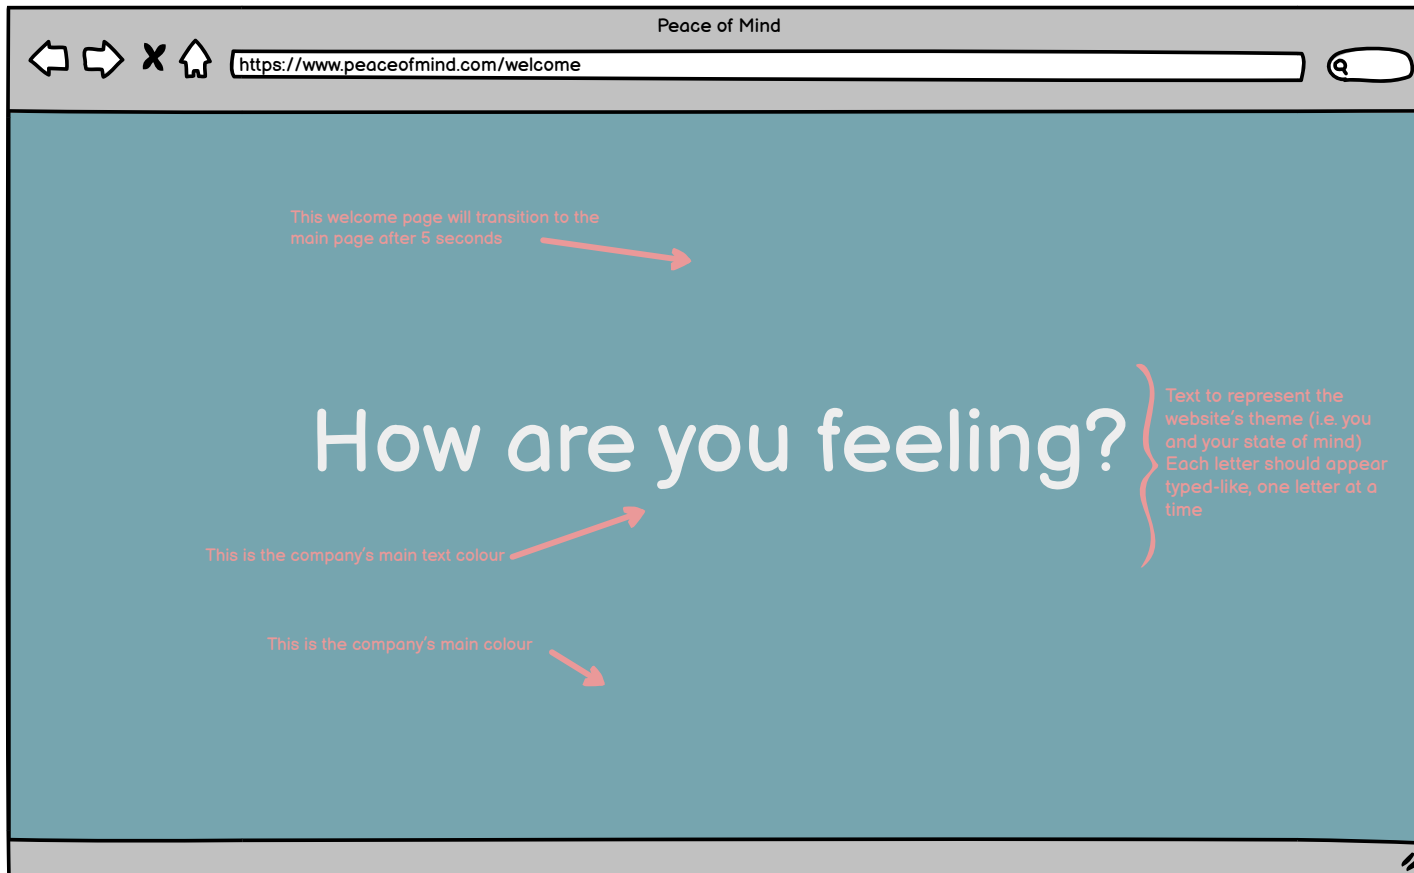 Peace of Mind
https://www.peaceofmind.com/welcome
This welcome page will transition to the
main page after 5 seconds
How are you feeling?
Text to represent the
website's theme (i.e. you
and your state of mind)
Each letter should appear
typed-like, one letter at a
time
This is the company's main text colour
This is the company's main colour